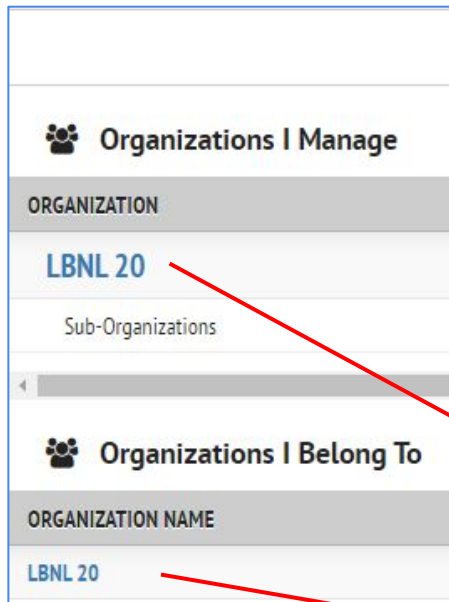 Organizations I Manage
ORGANIZATION
LBNL 20
Sub-Organizations
Organizations I Belong To
ORGANIZATION NAME
LBNL 20